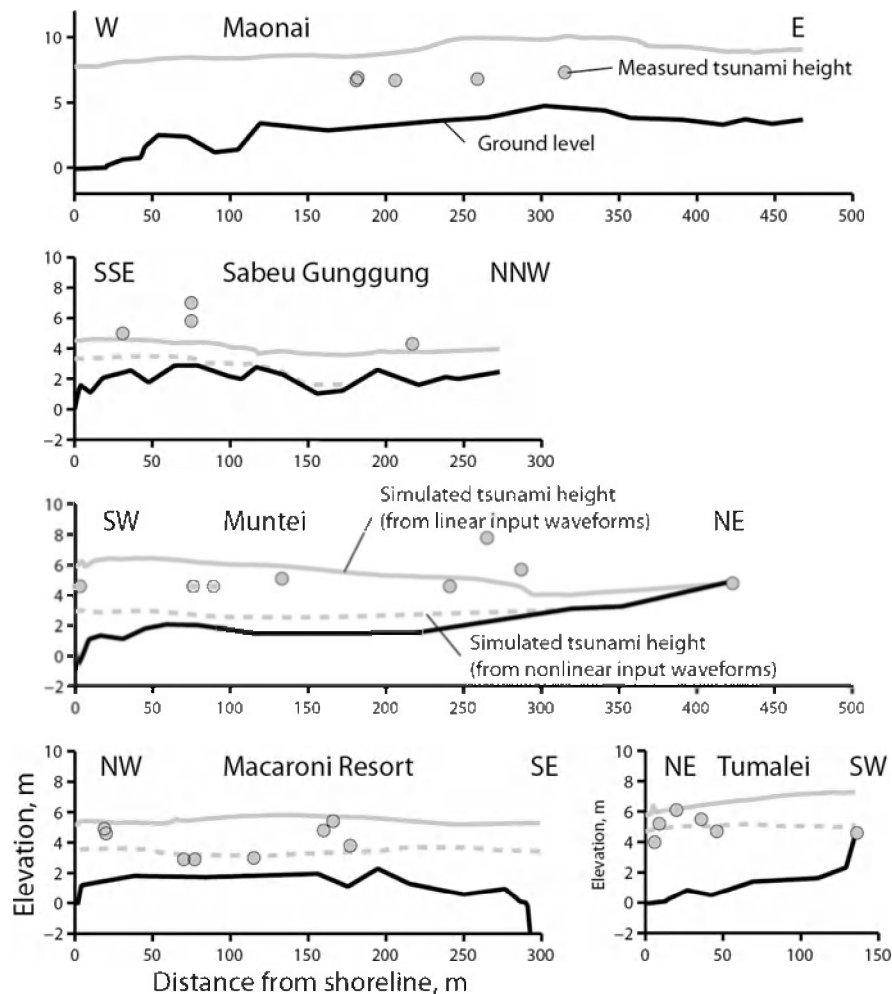 W Maonai E
10
5
0
Measured tsunami height
Ground level
0 50 100 150 200 250 300 350 400 450 500
SSE Sabeu Gunggung NNW
10
8
6
4
2
0
−2
0 50 100 150 200 250 300
Simulated tsunami height
(from linear input waveforms)
SW Muntei NE
10
8
6
4
2
0
−2
Simulated tsunami height
(from nonlinear input waveforms)
0 50 100 150 200 250 300 350 400 450 500
NW Macaroni Resort SE
10
8
6
4
2
0
−2
Elevation, m
0 50 100 150 200 250 300
Distance from shoreline, m
NE Tumalei SW
10
8
6
4
2
0
−2
Elevation, m
0 50 100 150